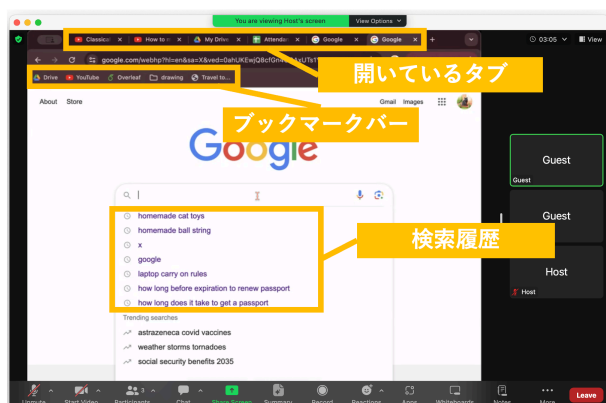 You are viewing Host's screen
View Options
Classical
How to
My Drive
Attendan
Google
Google
03:05
View
google.com/webhp?hl=en&sa=X&ved=0ahUKEwjQ8cfGn
開いているタブ
Drive
YouTube
Overleaf
drawing
Travel to...
ブックマークバー
About
Store
Gmail
Images
Google
homemade cat toys
homemade ball string
x
google
laptop carry on rules
how long before expiration to renew passport
how long does it take to get a passport
検索履歴
Trending searches
astrazeneca covid vaccines
weather storms tornadoes
social security benefits 2035
Guest
Guest
Guest
Host
Host
Unmute
Start Video
Participants
3
Chat
Share Screen
Summary
Record
Reactions
Apps
Whiteboards
Notes
More
Leave